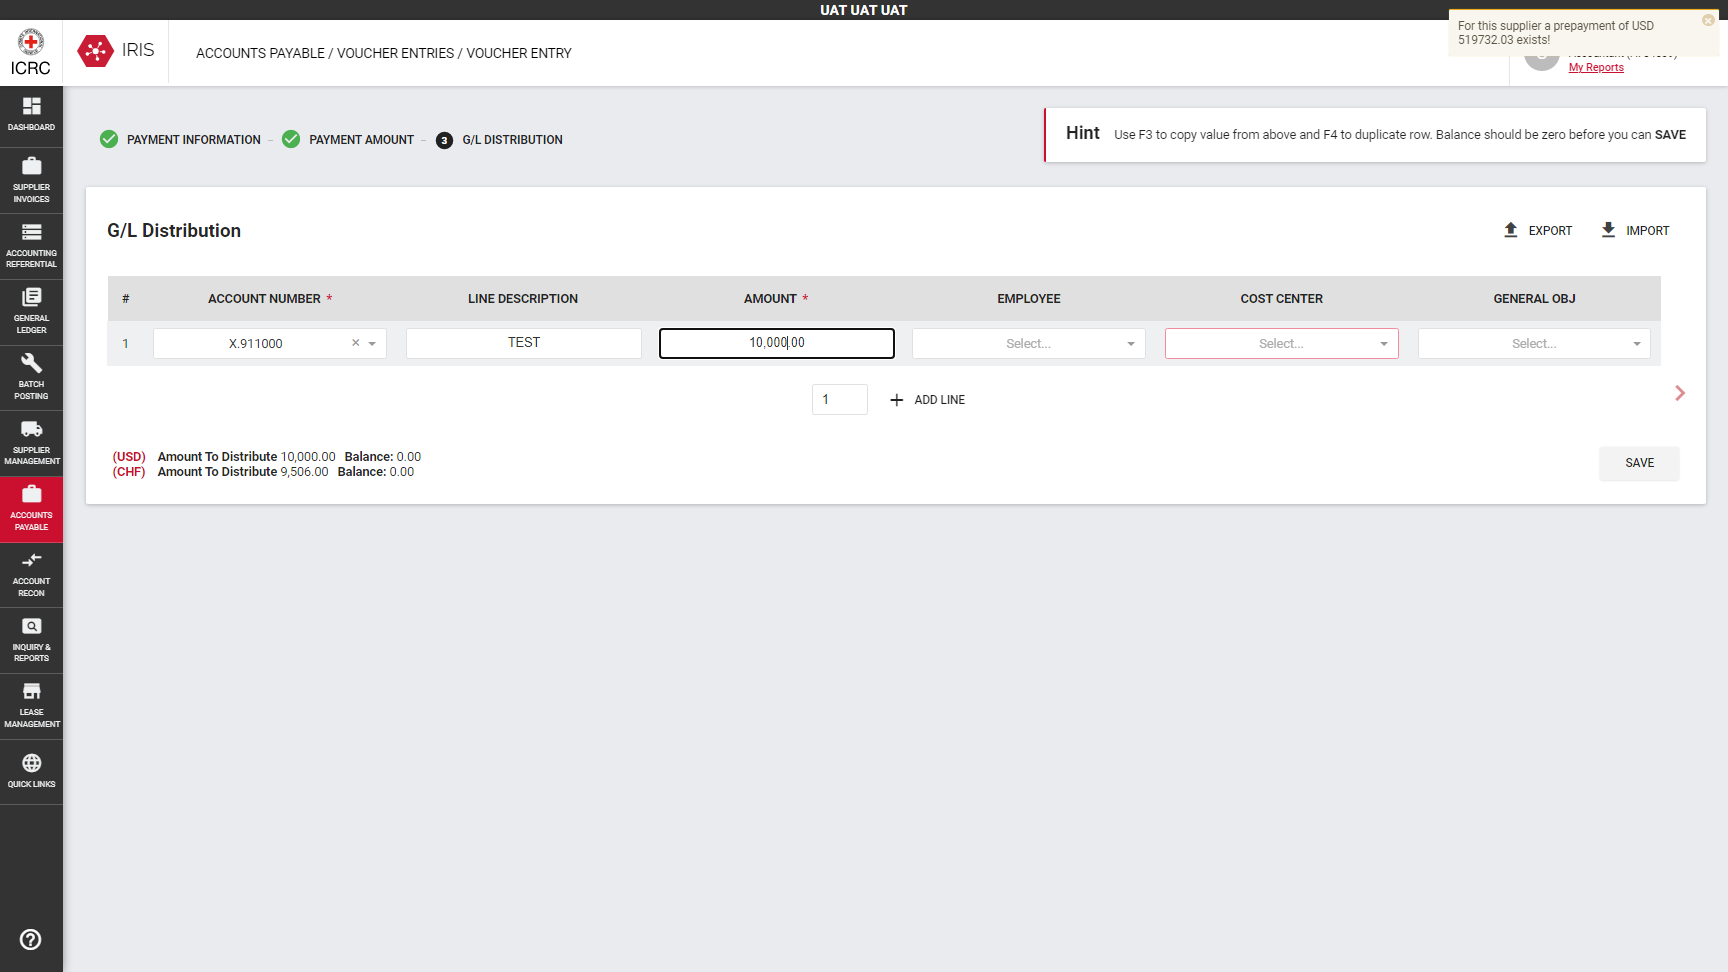 UAT UAT UAT
For this supplier a prepayment of USD
519732.03 exists!
ICRC
IRIS
ACCOUNTS PAYABLE / VOUCHER ENTRIES / VOUCHER ENTRY
My Reports
DASHBOARD
SUPPLIER
INVOICES
ACCOUNTING
REFERENTIAL
GENERAL
LEDGER
BATCH
POSTING
SUPPLIER
MANAGEMENT
ACCOUNTS
PAYABLE
ACCOUNT
RECON
INQUIRY &
REPORTS
LEASE
MANAGEMENT
QUICK LINKS
PAYMENT INFORMATION – PAYMENT AMOUNT – 3 G/L DISTRIBUTION
Hint Use F3 to copy value from above and F4 to duplicate row. Balance should be zero before you can SAVE
G/L Distribution
EXPORT IMPORT
# ACCOUNT NUMBER * LINE DESCRIPTION AMOUNT * EMPLOYEE COST CENTER GENERAL OBJ
1 X.911000 × TEST 10,000.00 Select... Select... Select...
1 + ADD LINE
(USD) Amount To Distribute 10,000.00 Balance: 0.00
(CHF) Amount To Distribute 9,506.00 Balance: 0.00
SAVE